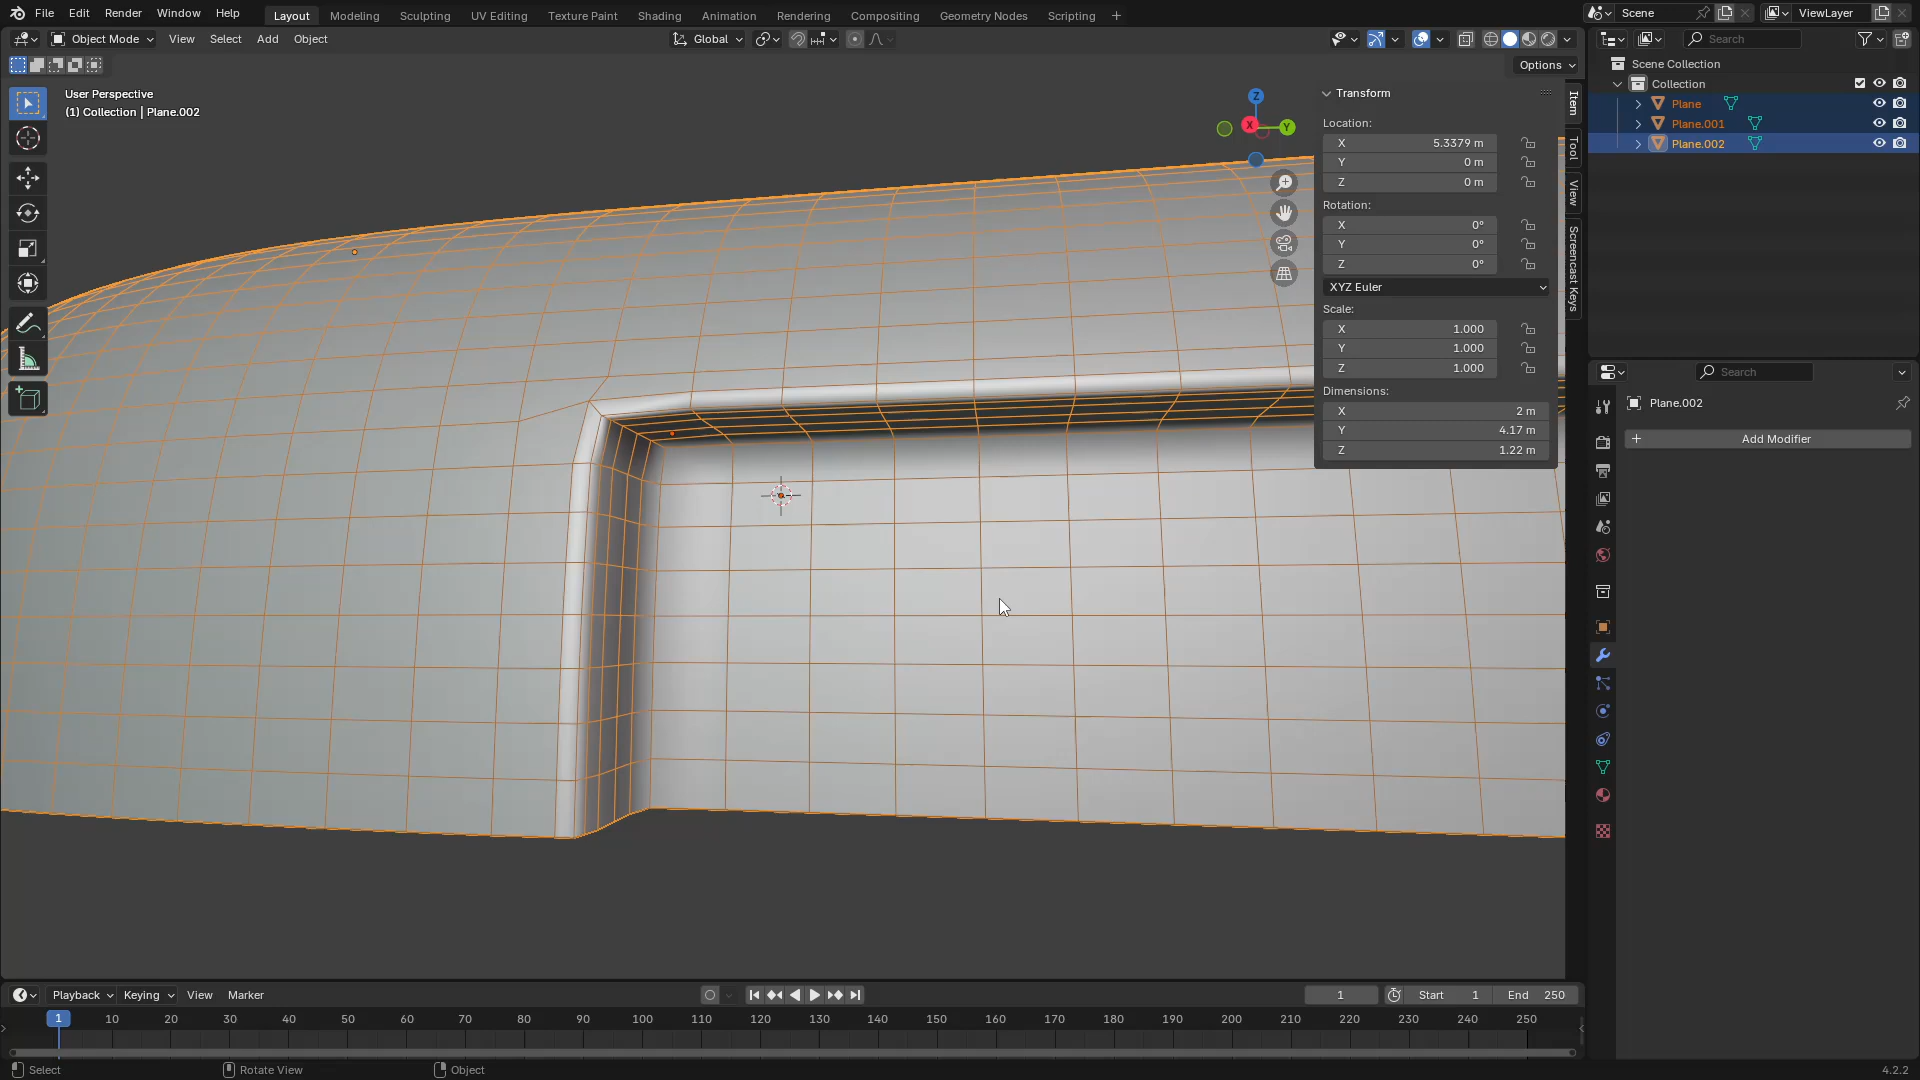 File Edit Render Window Help Layout Modeling Sculpting UV Editing Texture Paint Shading Animation Rendering Compositing Geometry Nodes Scripting + Scene ViewLayer
Object Mode View Select Add Object Global Search
Options
User Perspective
(1) Collection | Plane.002
Z
X
Y
Transform
Location:
X 5.3379 m
Y 0 m
Z 0 m
Rotation:
X 0°
Y 0°
Z 0°
XYZ Euler
Scale:
X 1.000
Y 1.000
Z 1.000
Dimensions:
X 2 m
Y 4.17 m
Z 1.22 m
Item
Tool
View
Screencast Keys
Scene Collection
Collection
Plane
Plane.001
Plane.002
Search
Plane.002
+ Add Modifier
Playback Keying View Marker 1 Start 1 End 250
1 10 20 30 40 50 60 70 80 90 100 110 120 130 140 150 160 170 180 190 200 210 220 230 240 250
Select Rotate View Object 4.2.2